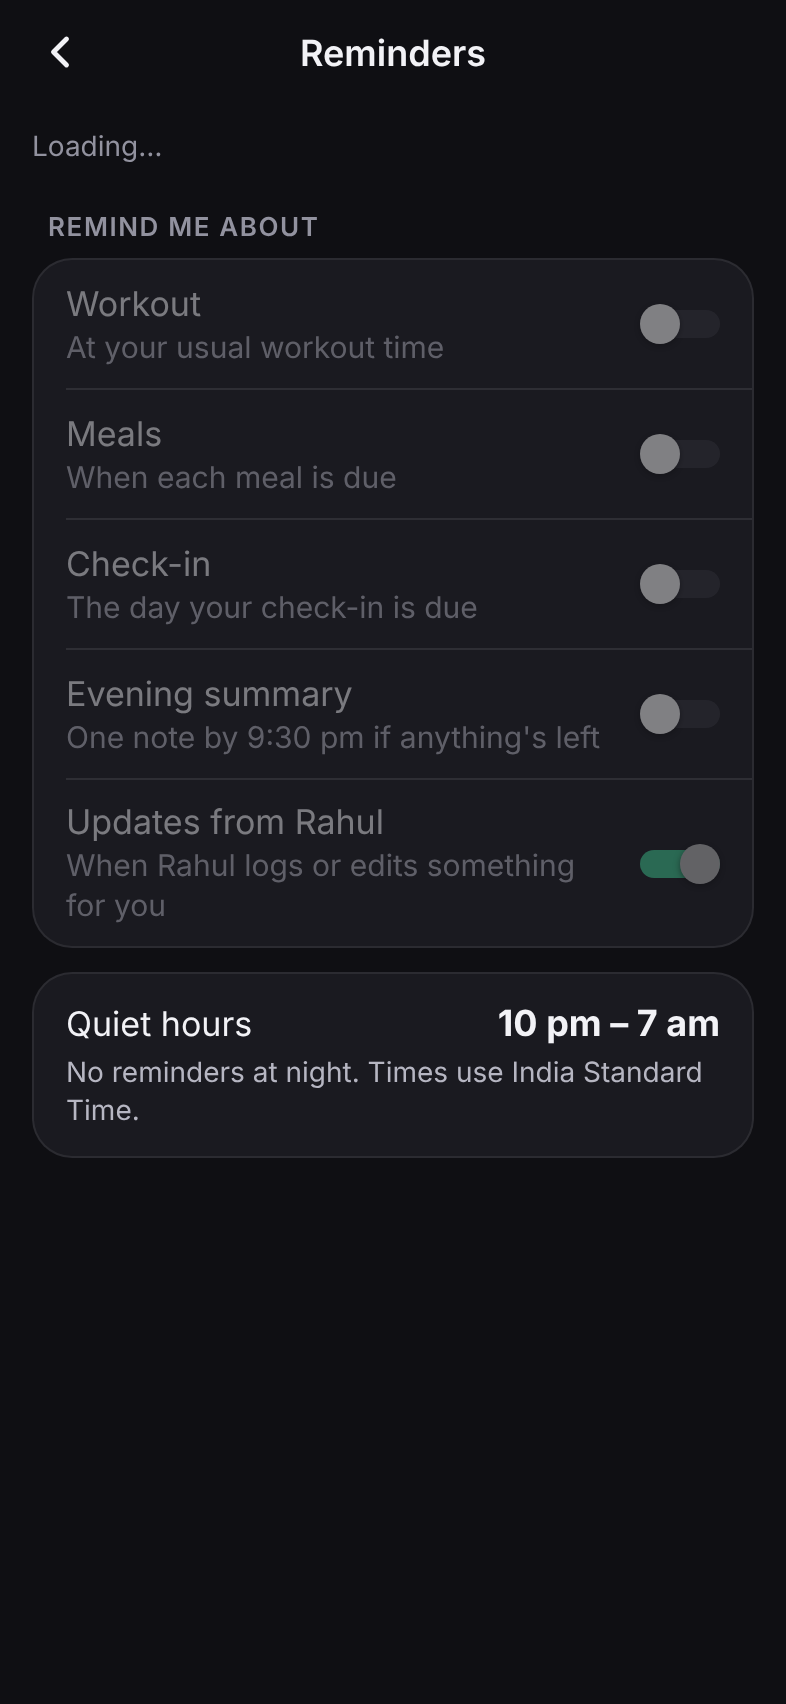 Reminders
Loading...
REMIND ME ABOUT
Workout
At your usual workout time
Meals
When each meal is due
Check-in
The day your check-in is due
Evening summary
One note by 9:30 pm if anything's left
Updates from Rahul
When Rahul logs or edits something
for you
Quiet hours
10 pm – 7 am
No reminders at night. Times use India Standard
Time.